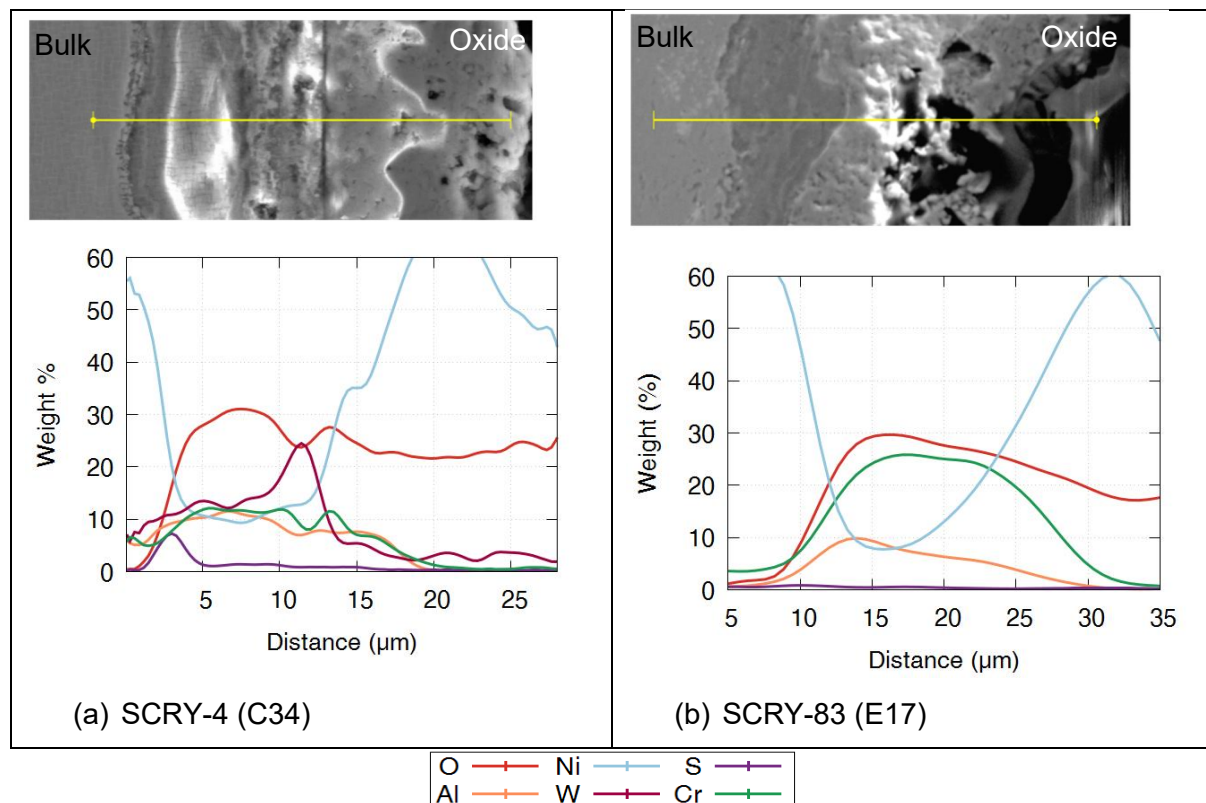 Bulk
Oxide
60
50
40
30
20
10
0
Weight %
5 10 15 20 25
Distance (µm)
(a) SCRY-4 (C34)
Bulk
Oxide
60
50
40
30
20
10
0
Weight (%)
5 10 15 20 25 30 35
Distance (µm)
(b) SCRY-83 (E17)
O Ni S
Al W Cr